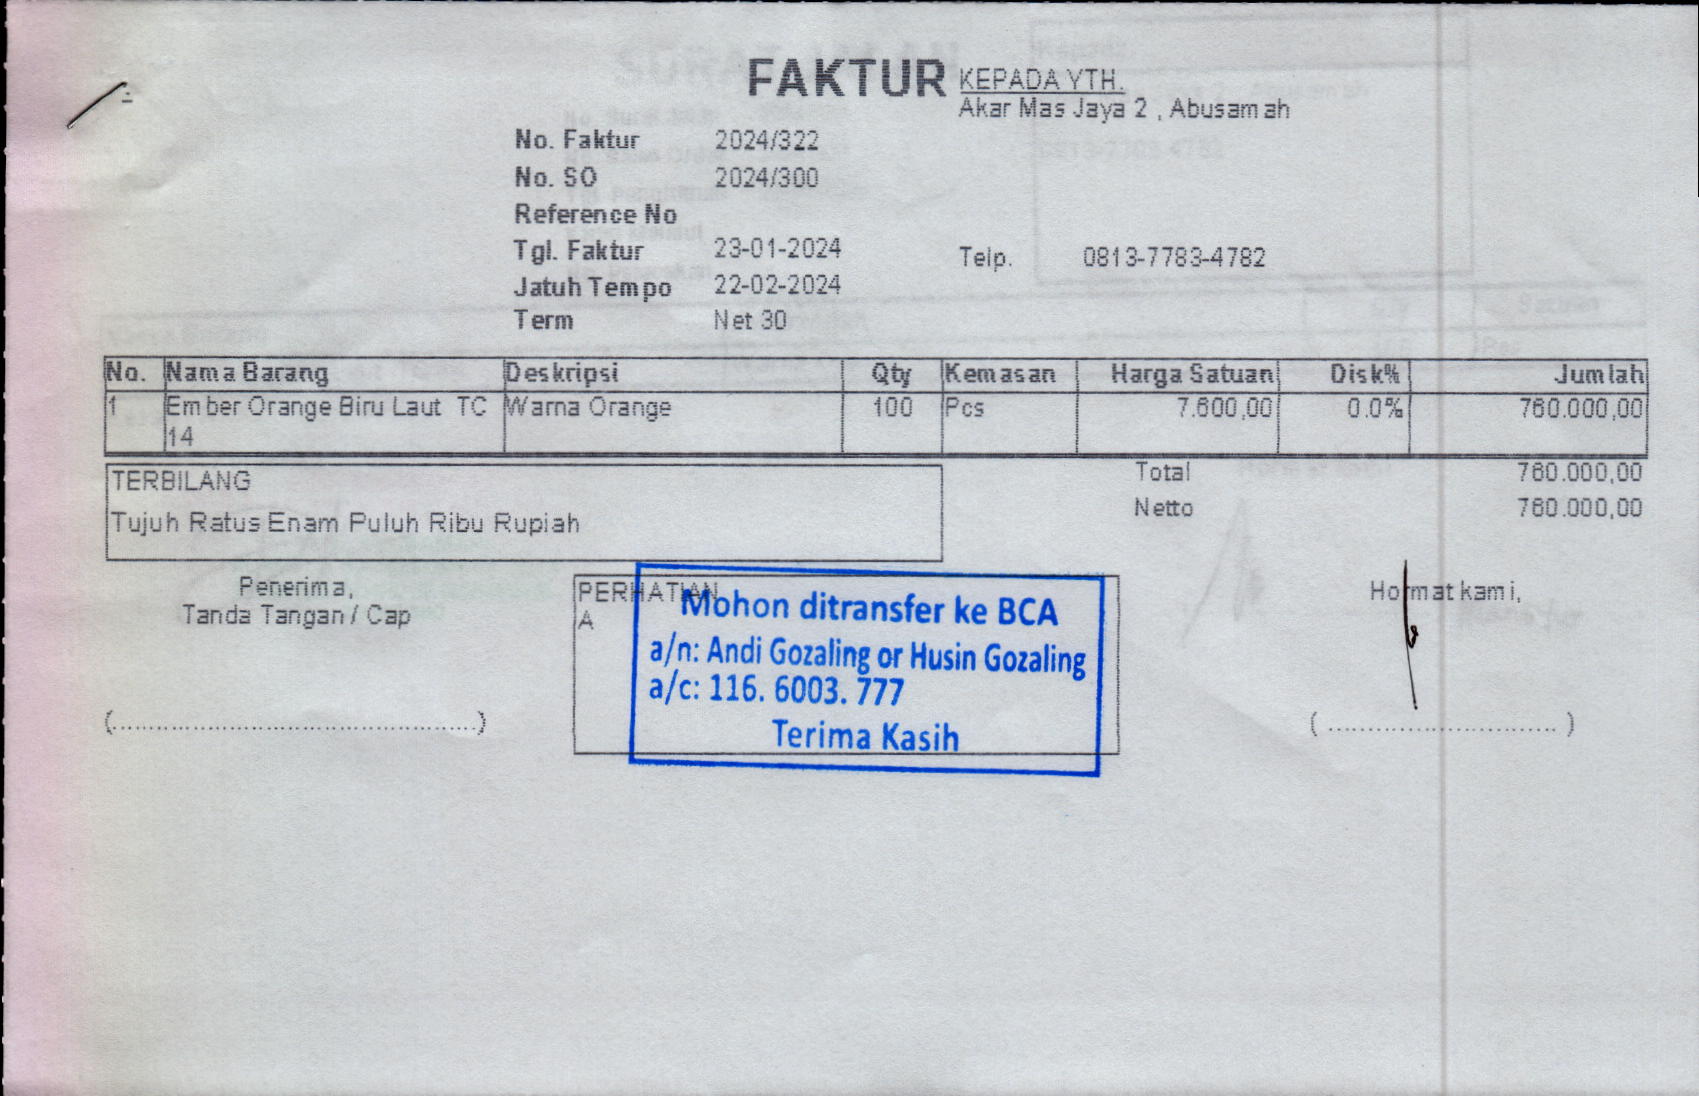 FAKTUR
KEPADA YTH.
Akar Mas Jaya 2 , Abusamah
No. Faktur 2024/322
No. SO 2024/300
Reference No
Tgl. Faktur 23-01-2024
Telp. 0813-7783-4782
Jatuh Tempo 22-02-2024
Term Net 30
No. Nama Barang Deskripsi Qty Kemasan Harga Satuan Disk% Jumlah
1 Ember Orange Biru Laut TC Warna Orange 100 Pcs 7.600,00 0.0% 760.000,00
14
Total 760.000,00
TERBILANG
Netto 760.000,00
Tujuh Ratus Enam Puluh Ribu Rupiah
Penerima,
Tanda Tangan / Cap
(..............................................)
PERHATIAN
A
Mohon ditransfer ke BCA
a/n: Andi Gozaling or Husin Gozaling
a/c: 116. 6003. 777
Terima Kasih
Hormat kami,
(............................)